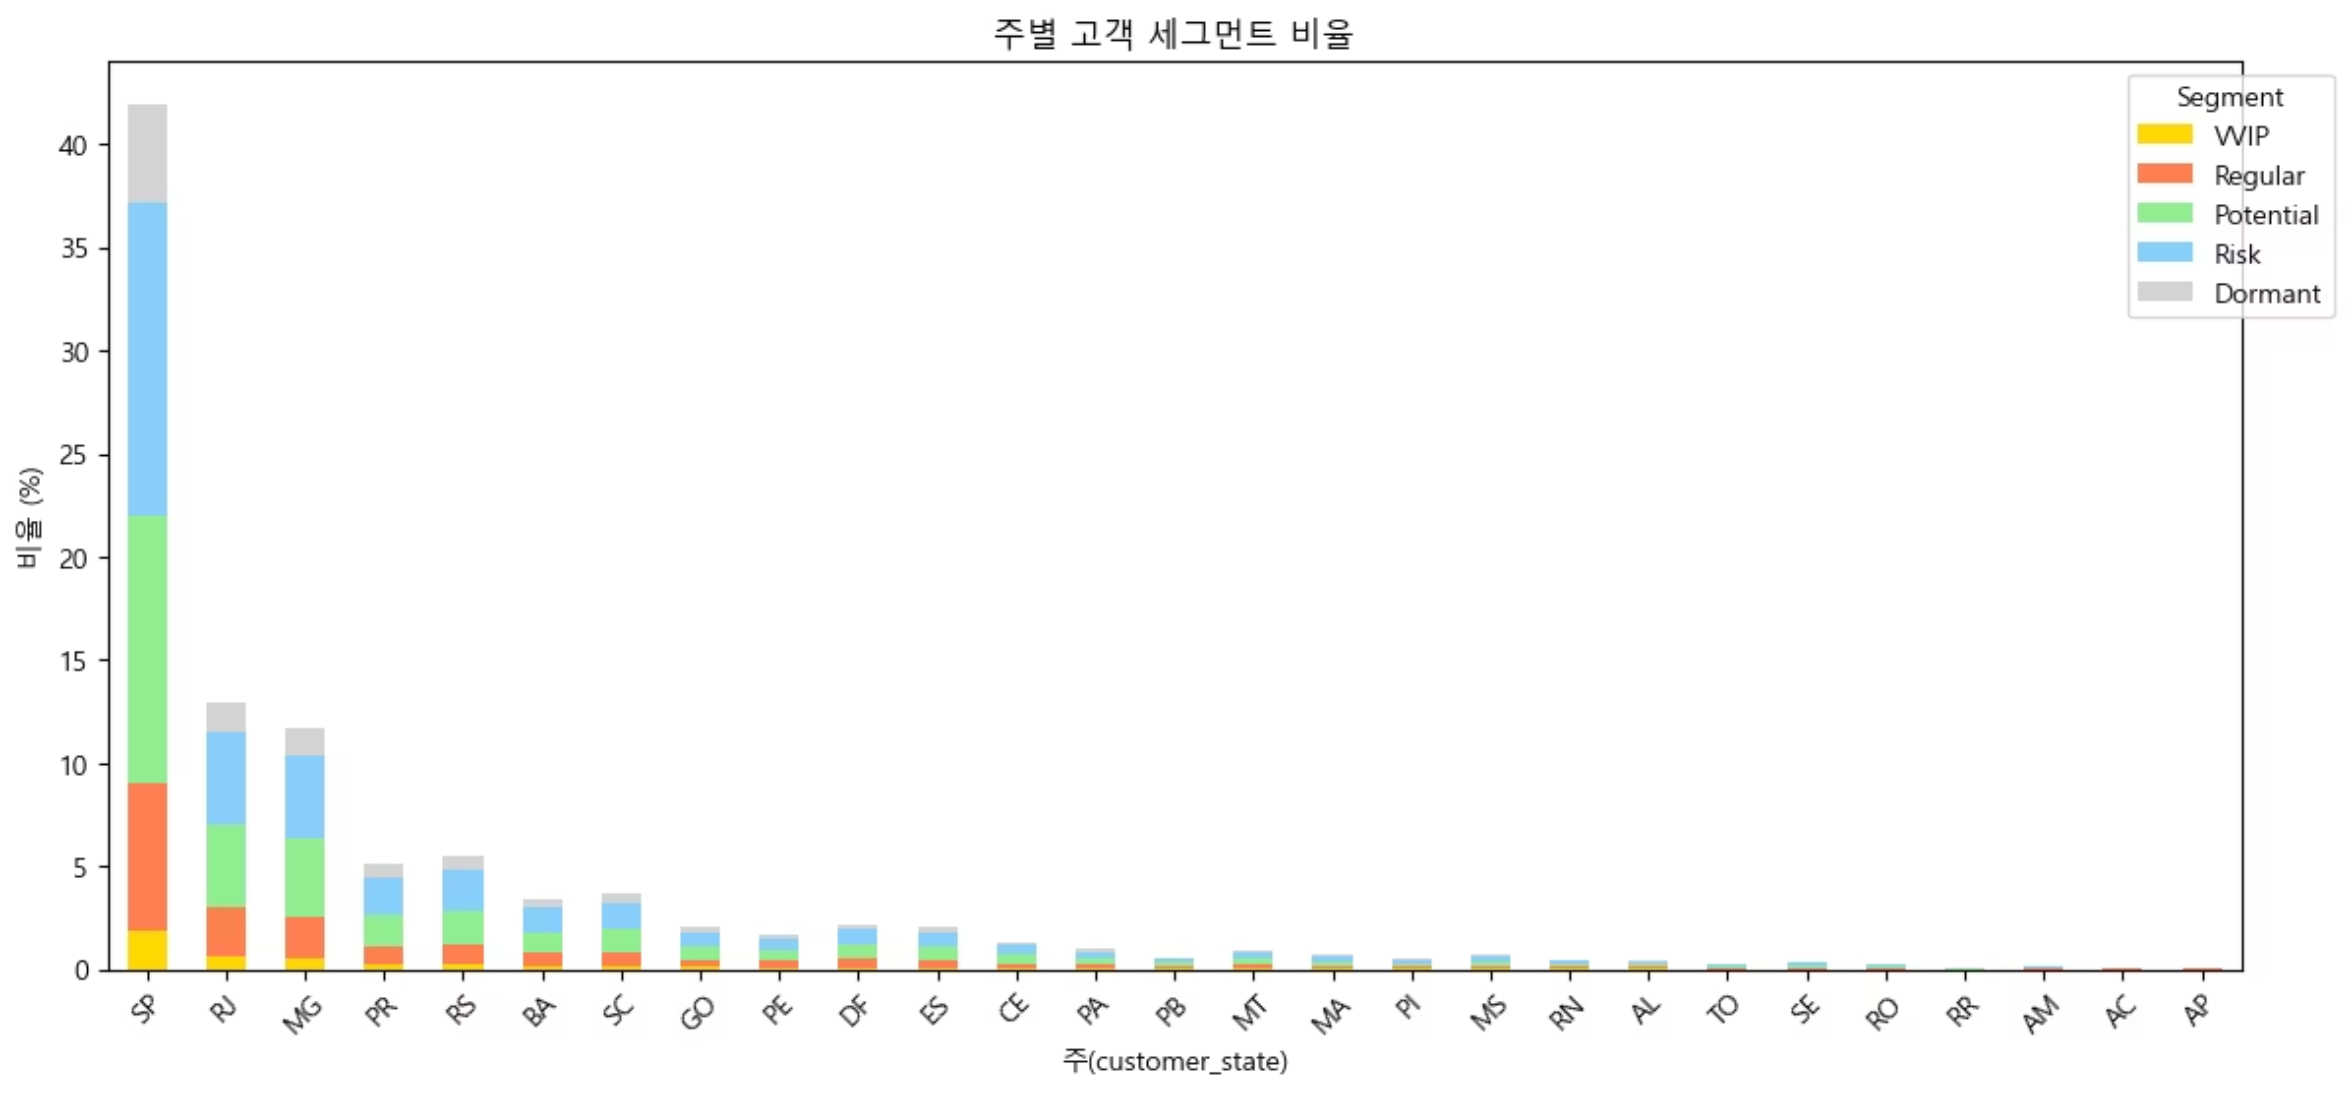 주별 고객 세그먼트 비율
Segment
VVIP
Regular
Potential
Risk
Dormant
비율 (%)
40
35
30
25
20
15
10
5
0
SP RJ MG PR RS BA SC GO PE DF ES CE PA PB MT MA PI MS RN AL TO SE RO RR AM AC AP
주(customer_state)